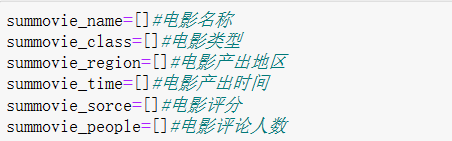 summovie_name=[]#电影名称
summovie_class=[]#电影类型
summovie_region=[]#电影产出地区
summovie_time=[]#电影产出时间
summovie_sorce=[]#电影评分
summovie_people=[]#电影评论人数